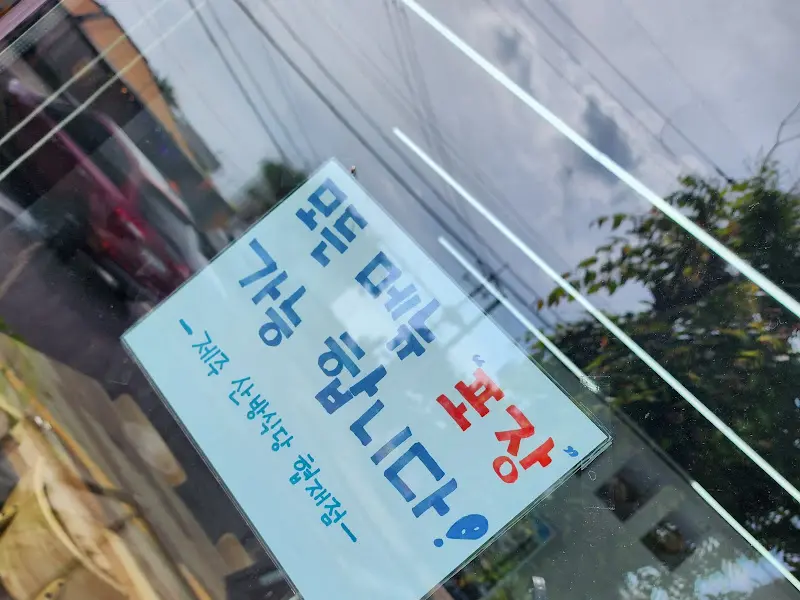 모든 메뉴 "포장"
가능 합니다!
- 제주 산방식당 협재점 -